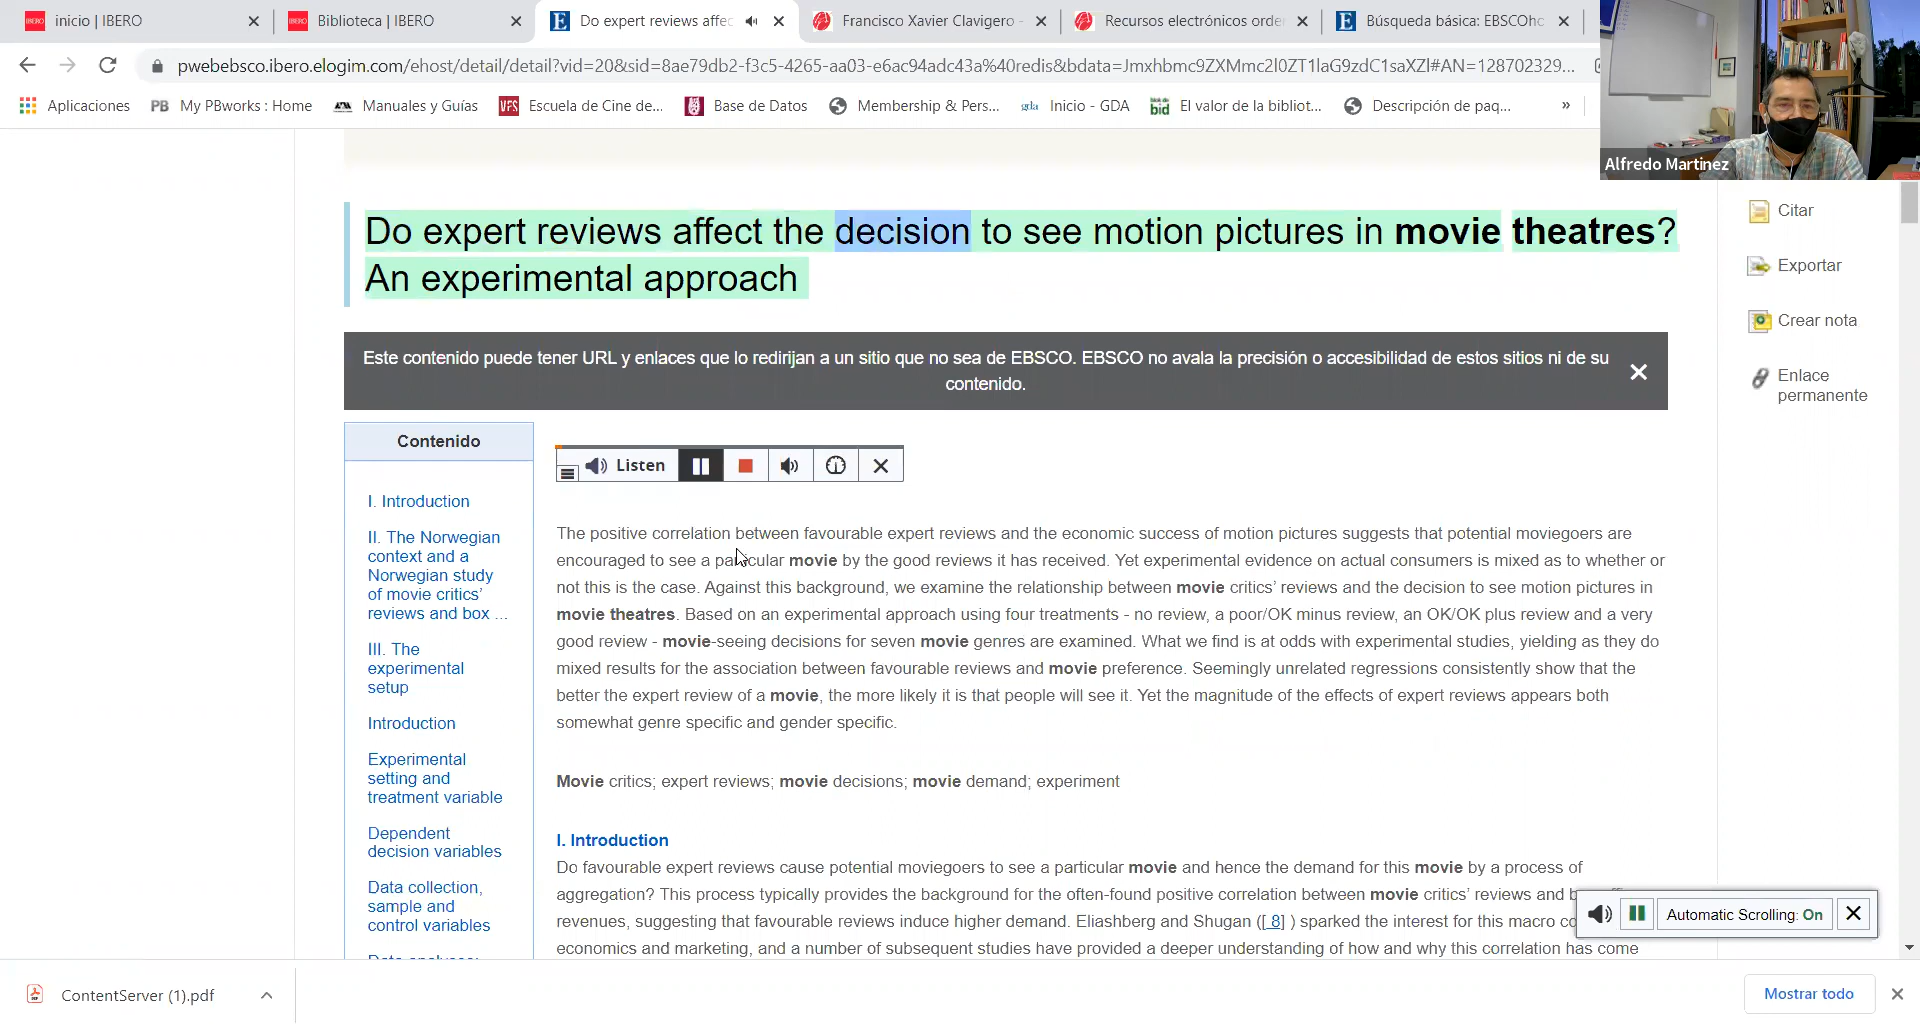 inicio | IBERO
Biblioteca | IBERO
Do expert reviews affec
Francisco Xavier Clavigero -
Recursos electrónicos orde
Búsqueda básica: EBSCOhc
pwebebsco.ibero.elogim.com/ehost/detail/detail?vid=20&sid=8ae79db2-f3c5-4265-aa03-e6ac94adc43a%40redis&bdata=Jmxhbmc9ZXMmc2l0ZT1laG9zdC1saXZl#AN=128702329...
Aplicaciones
PB My PBworks : Home
Manuales y Guías
VFS Escuela de Cine de...
Base de Datos
Membership & Pers...
gda Inicio - GDA
bid El valor de la bibliot...
Descripción de paq...
»
Alfredo Martinez
Do expert reviews affect the decision to see motion pictures in movie theatres?
An experimental approach
Citar
Exportar
Crear nota
Enlace
permanente
Este contenido puede tener URL y enlaces que lo redirijan a un sitio que no sea de EBSCO. EBSCO no avala la precisión o accesibilidad de estos sitios ni de su
contenido.
Contenido
I. Introduction
II. The Norwegian
context and a
Norwegian study
of movie critics'
reviews and box ...
III. The
experimental
setup
Introduction
Experimental
setting and
treatment variable
Dependent
decision variables
Data collection,
sample and
control variables
Listen
The positive correlation between favourable expert reviews and the economic success of motion pictures suggests that potential moviegoers are
encouraged to see a particular movie by the good reviews it has received. Yet experimental evidence on actual consumers is mixed as to whether or
not this is the case. Against this background, we examine the relationship between movie critics' reviews and the decision to see motion pictures in
movie theatres. Based on an experimental approach using four treatments - no review, a poor/OK minus review, an OK/OK plus review and a very
good review - movie-seeing decisions for seven movie genres are examined. What we find is at odds with experimental studies, yielding as they do
mixed results for the association between favourable reviews and movie preference. Seemingly unrelated regressions consistently show that the
better the expert review of a movie, the more likely it is that people will see it. Yet the magnitude of the effects of expert reviews appears both
somewhat genre specific and gender specific.
Movie critics; expert reviews; movie decisions; movie demand; experiment
I. Introduction
Do favourable expert reviews cause potential moviegoers to see a particular movie and hence the demand for this movie by a process of
aggregation? This process typically provides the background for the often-found positive correlation between movie critics' reviews and
revenues, suggesting that favourable reviews induce higher demand. Eliashberg and Shugan ([ 8] ) sparked the interest for this macro
economics and marketing, and a number of subsequent studies have provided a deeper understanding of how and why this correlation has come
Automatic Scrolling: On
ContentServer (1).pdf
Mostrar todo